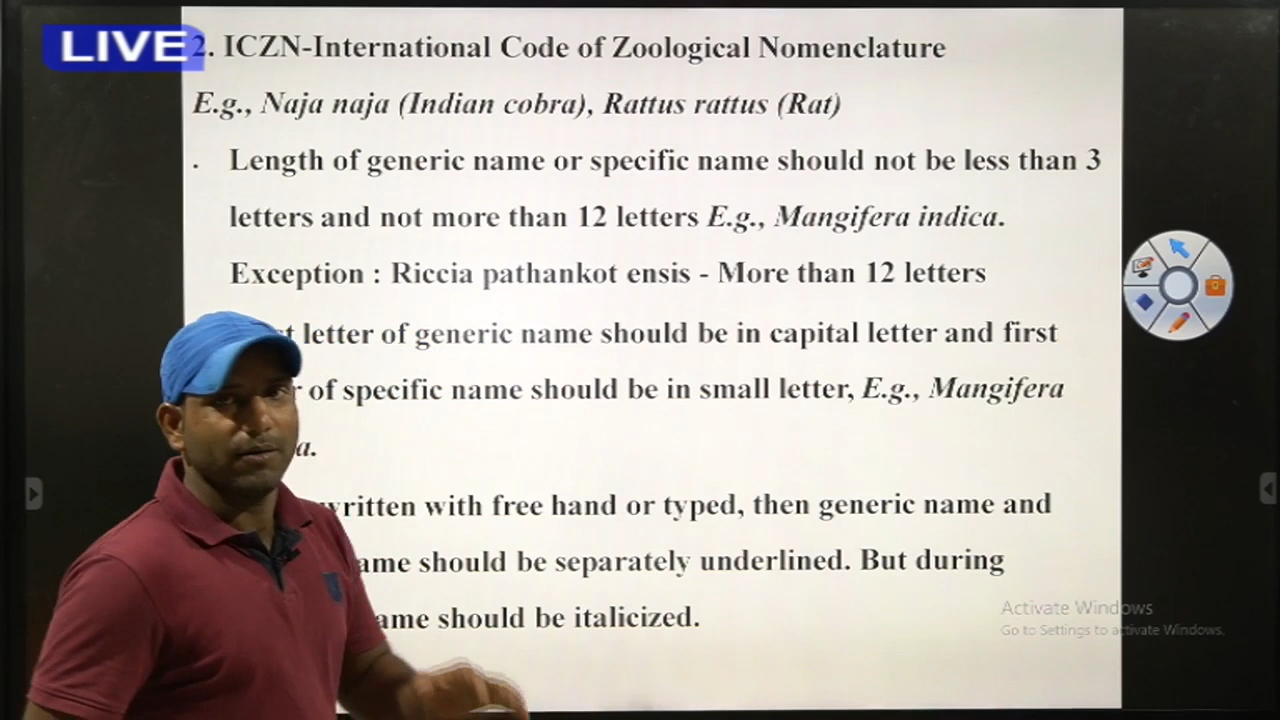 LIVE
2. ICZN-International Code of Zoological Nomenclature
E.g., Naja naja (Indian cobra), Rattus rattus (Rat)
. Length of generic name or specific name should not be less than 3
letters and not more than 12 letters E.g., Mangifera indica.
Exception : Riccia pathankot ensis - More than 12 letters
letter of generic name should be in capital letter and first
of specific name should be in small letter, E.g., Mangifera
a.
written with free hand or typed, then generic name and
ame should be separately underlined. But during
ame should be italicized.
Activate Windows
Go to Settings to activate Windows.